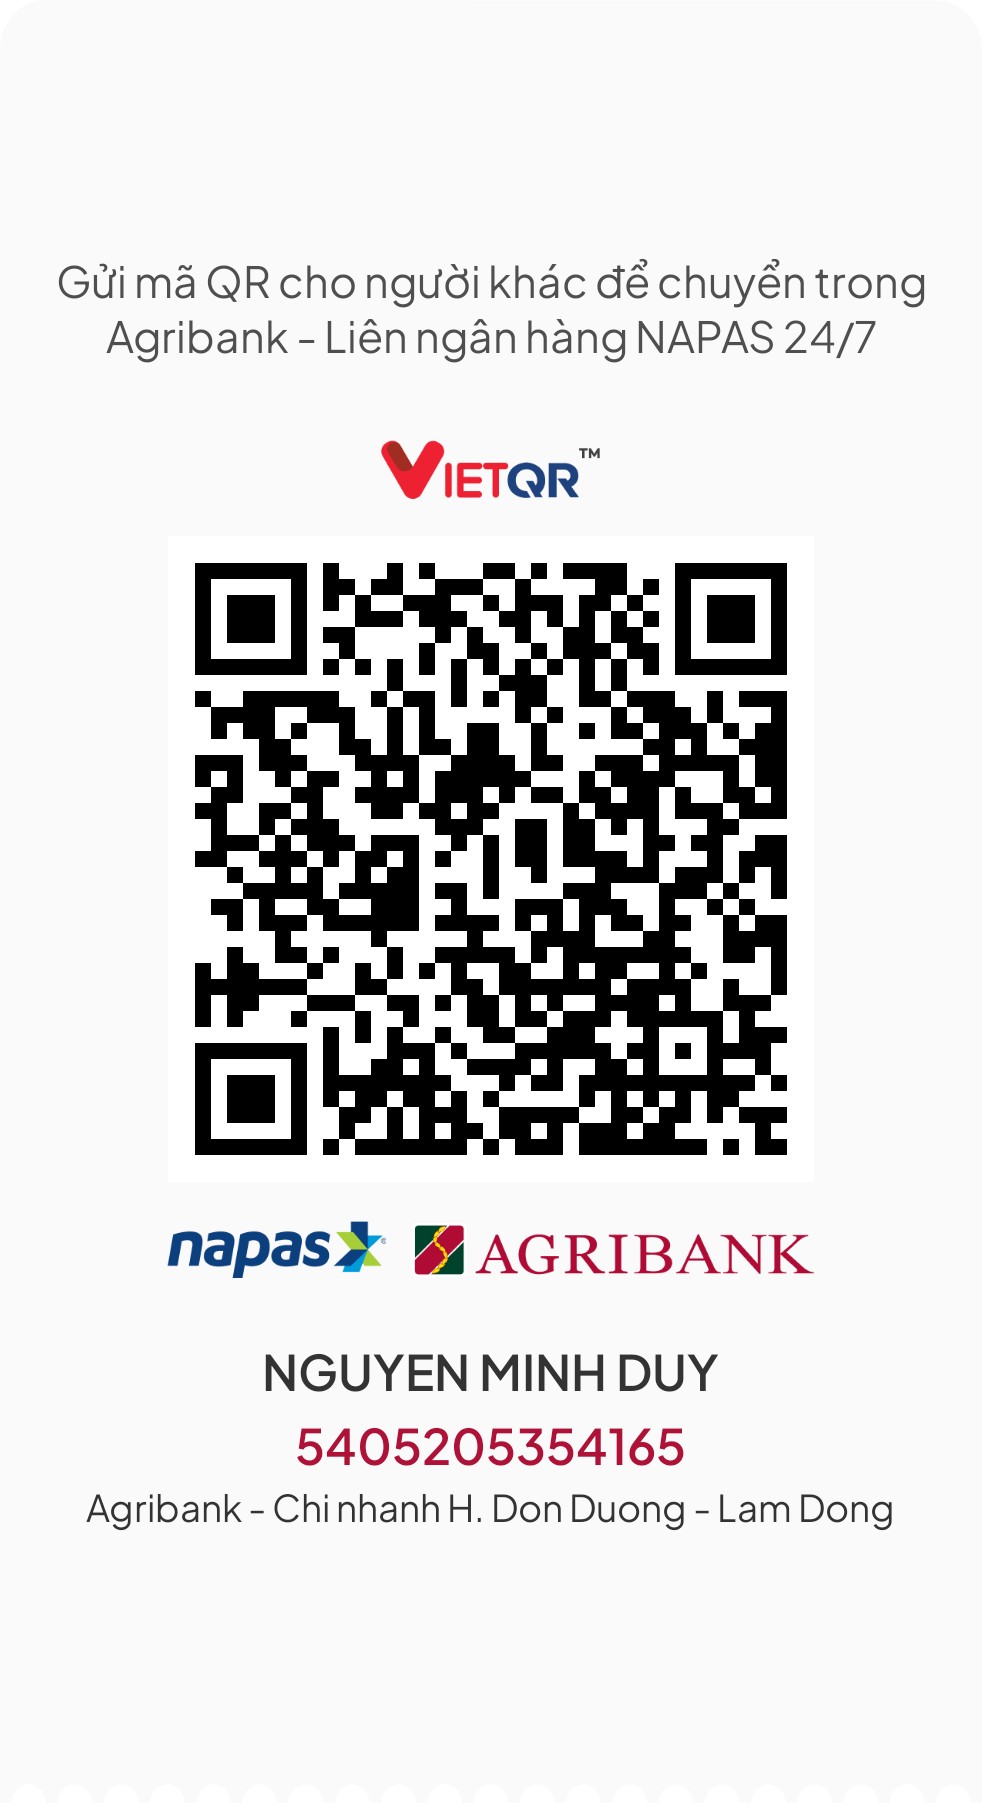 Gửi mã QR cho người khác để chuyển trong
Agribank - Liên ngân hàng NAPAS 24/7
VIETQR™
napas® AGRIBANK
NGUYEN MINH DUY
5405205354165
Agribank - Chi nhanh H. Don Duong - Lam Dong